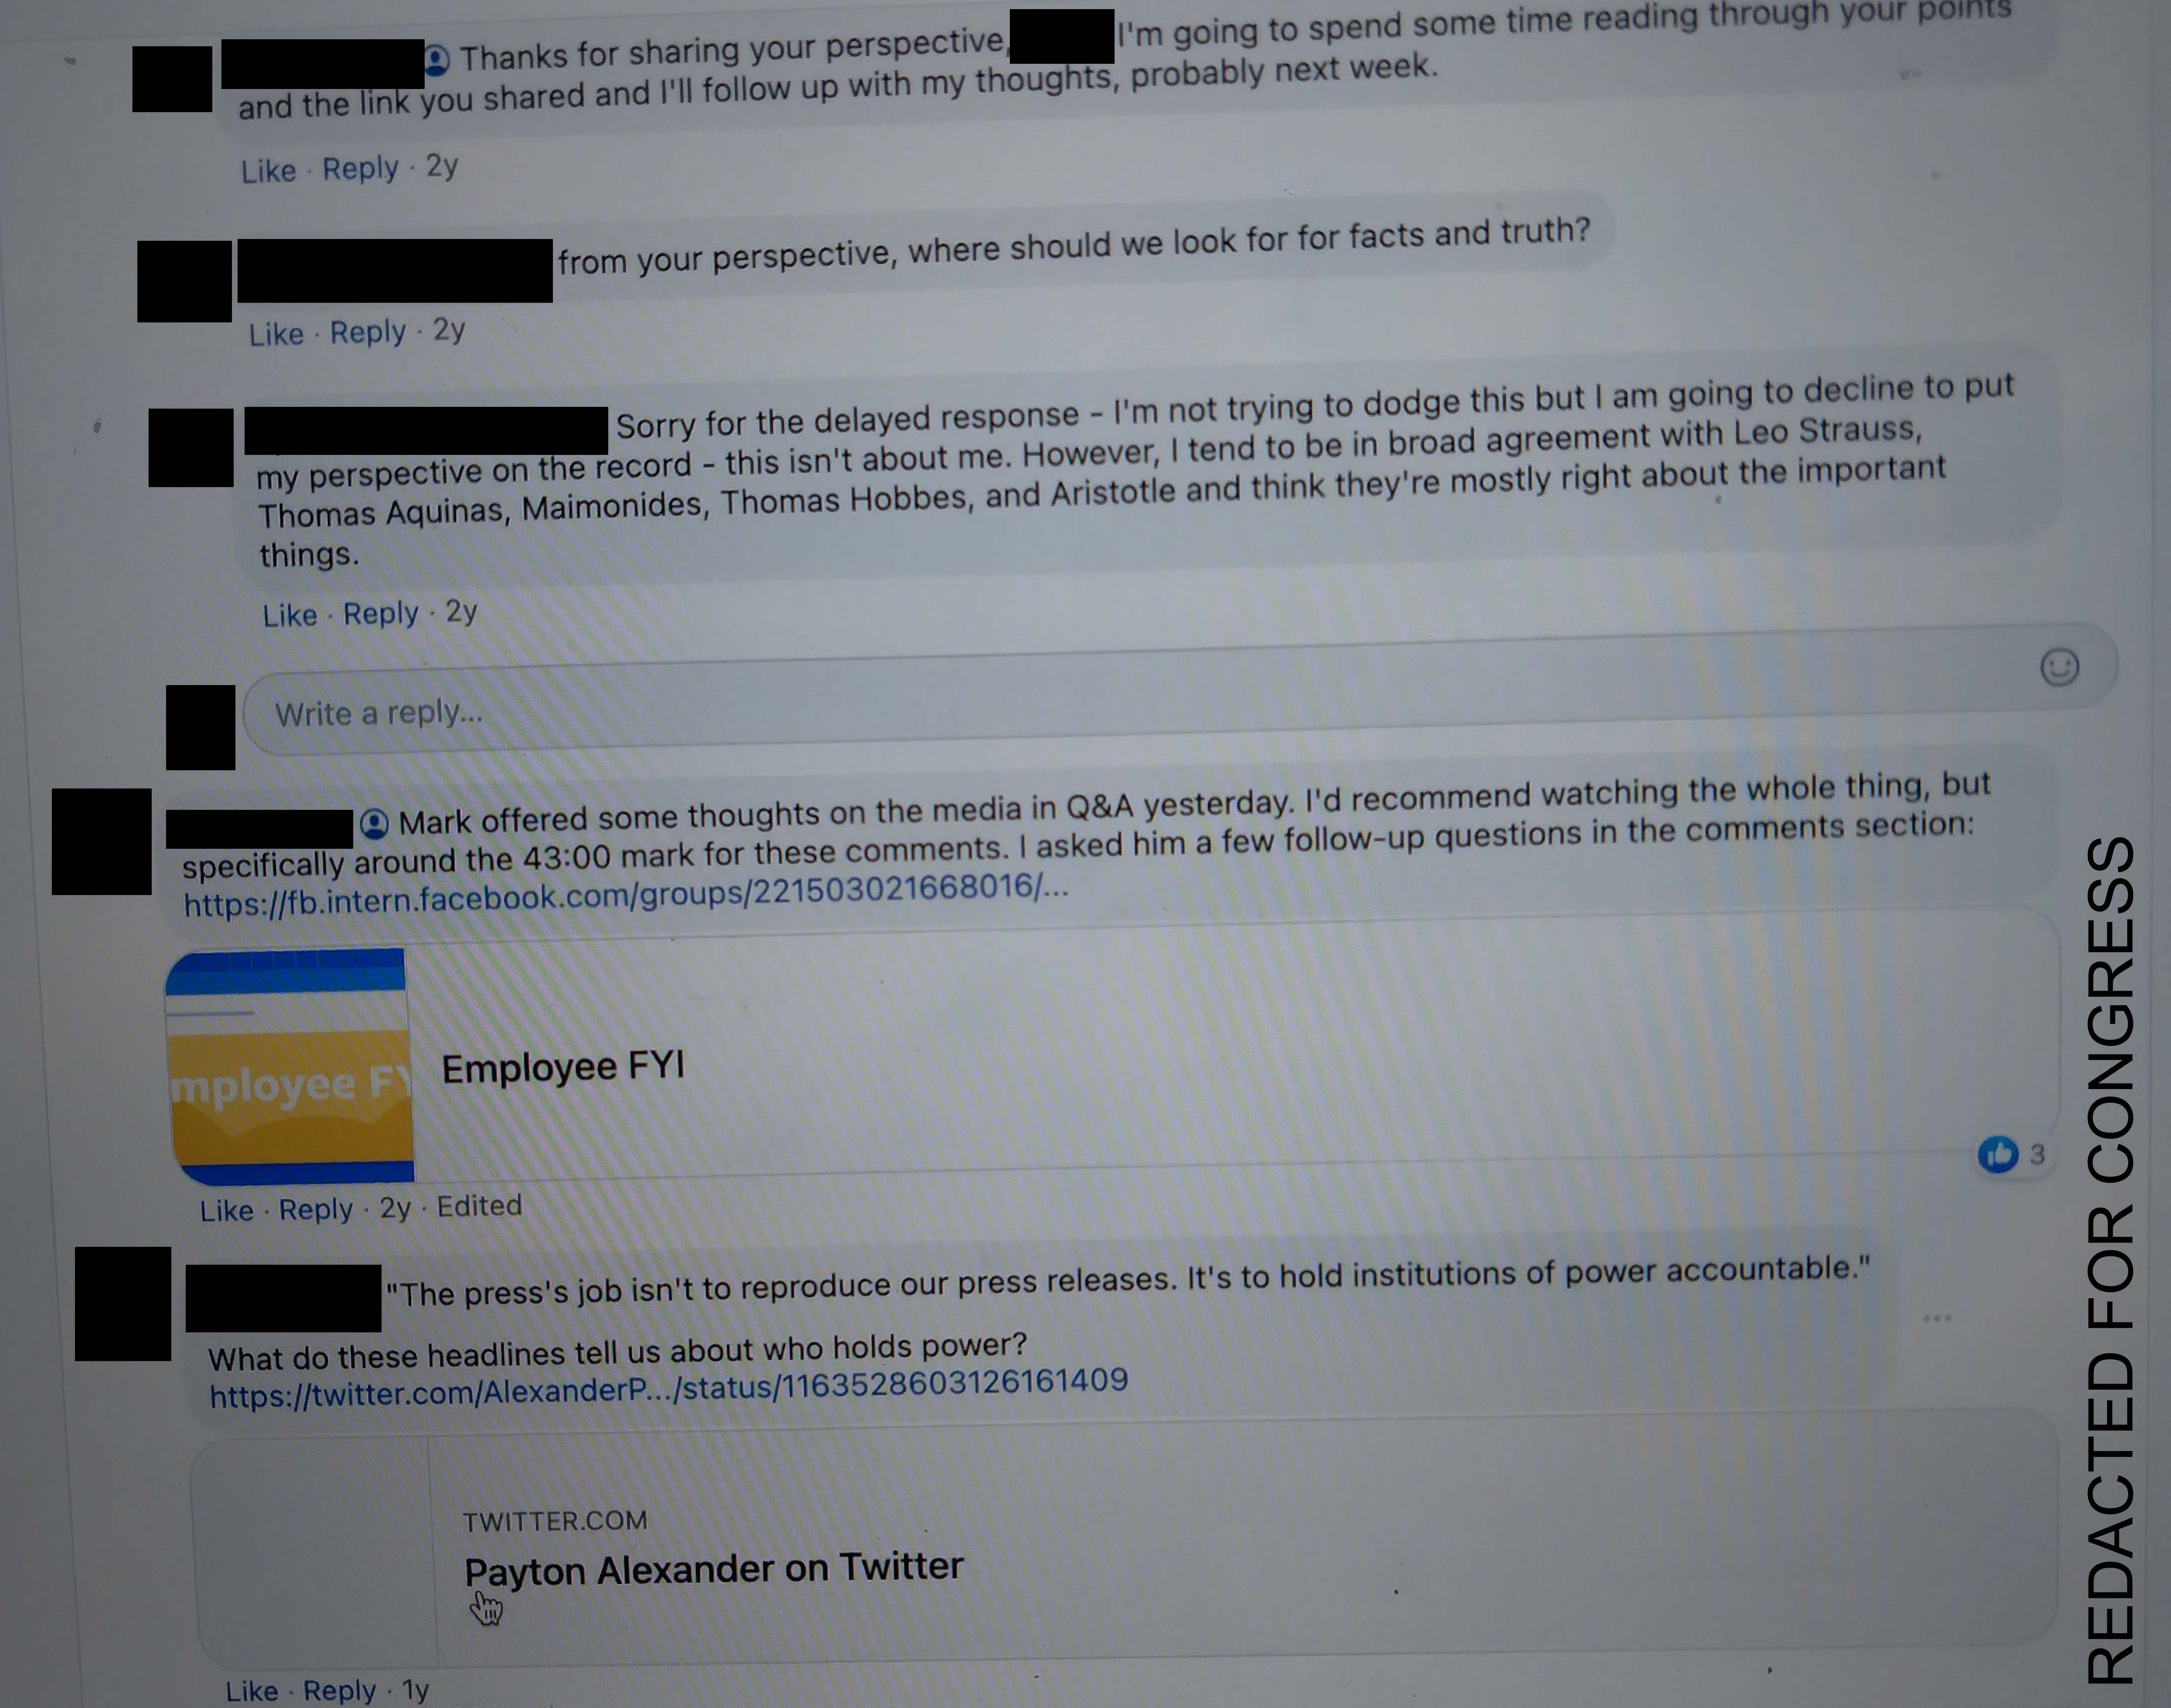 Thanks for sharing your perspective, I'm going to spend some time reading through your points
and the link you shared and I'll follow up with my thoughts, probably next week.
Like · Reply · 2y
from your perspective, where should we look for for facts and truth?
Like · Reply · 2y
Sorry for the delayed response - I'm not trying to dodge this but I am going to decline to put
my perspective on the record - this isn't about me. However, I tend to be in broad agreement with Leo Strauss,
Thomas Aquinas, Maimonides, Thomas Hobbes, and Aristotle and think they're mostly right about the important
things.
Like · Reply · 2y
Write a reply...
Mark offered some thoughts on the media in Q&A yesterday. I'd recommend watching the whole thing, but
specifically around the 43:00 mark for these comments. I asked him a few follow-up questions in the comments section:
https://fb.intern.facebook.com/groups/221503021668016/...
mployee FY
Employee FYI
3
Like · Reply · 2y · Edited
"The press's job isn't to reproduce our press releases. It's to hold institutions of power accountable."
What do these headlines tell us about who holds power?
https://twitter.com/AlexanderP.../status/1163528603126161409
TWITTER.COM
Payton Alexander on Twitter
Like · Reply · 1y
REDACTED FOR CONGRESS